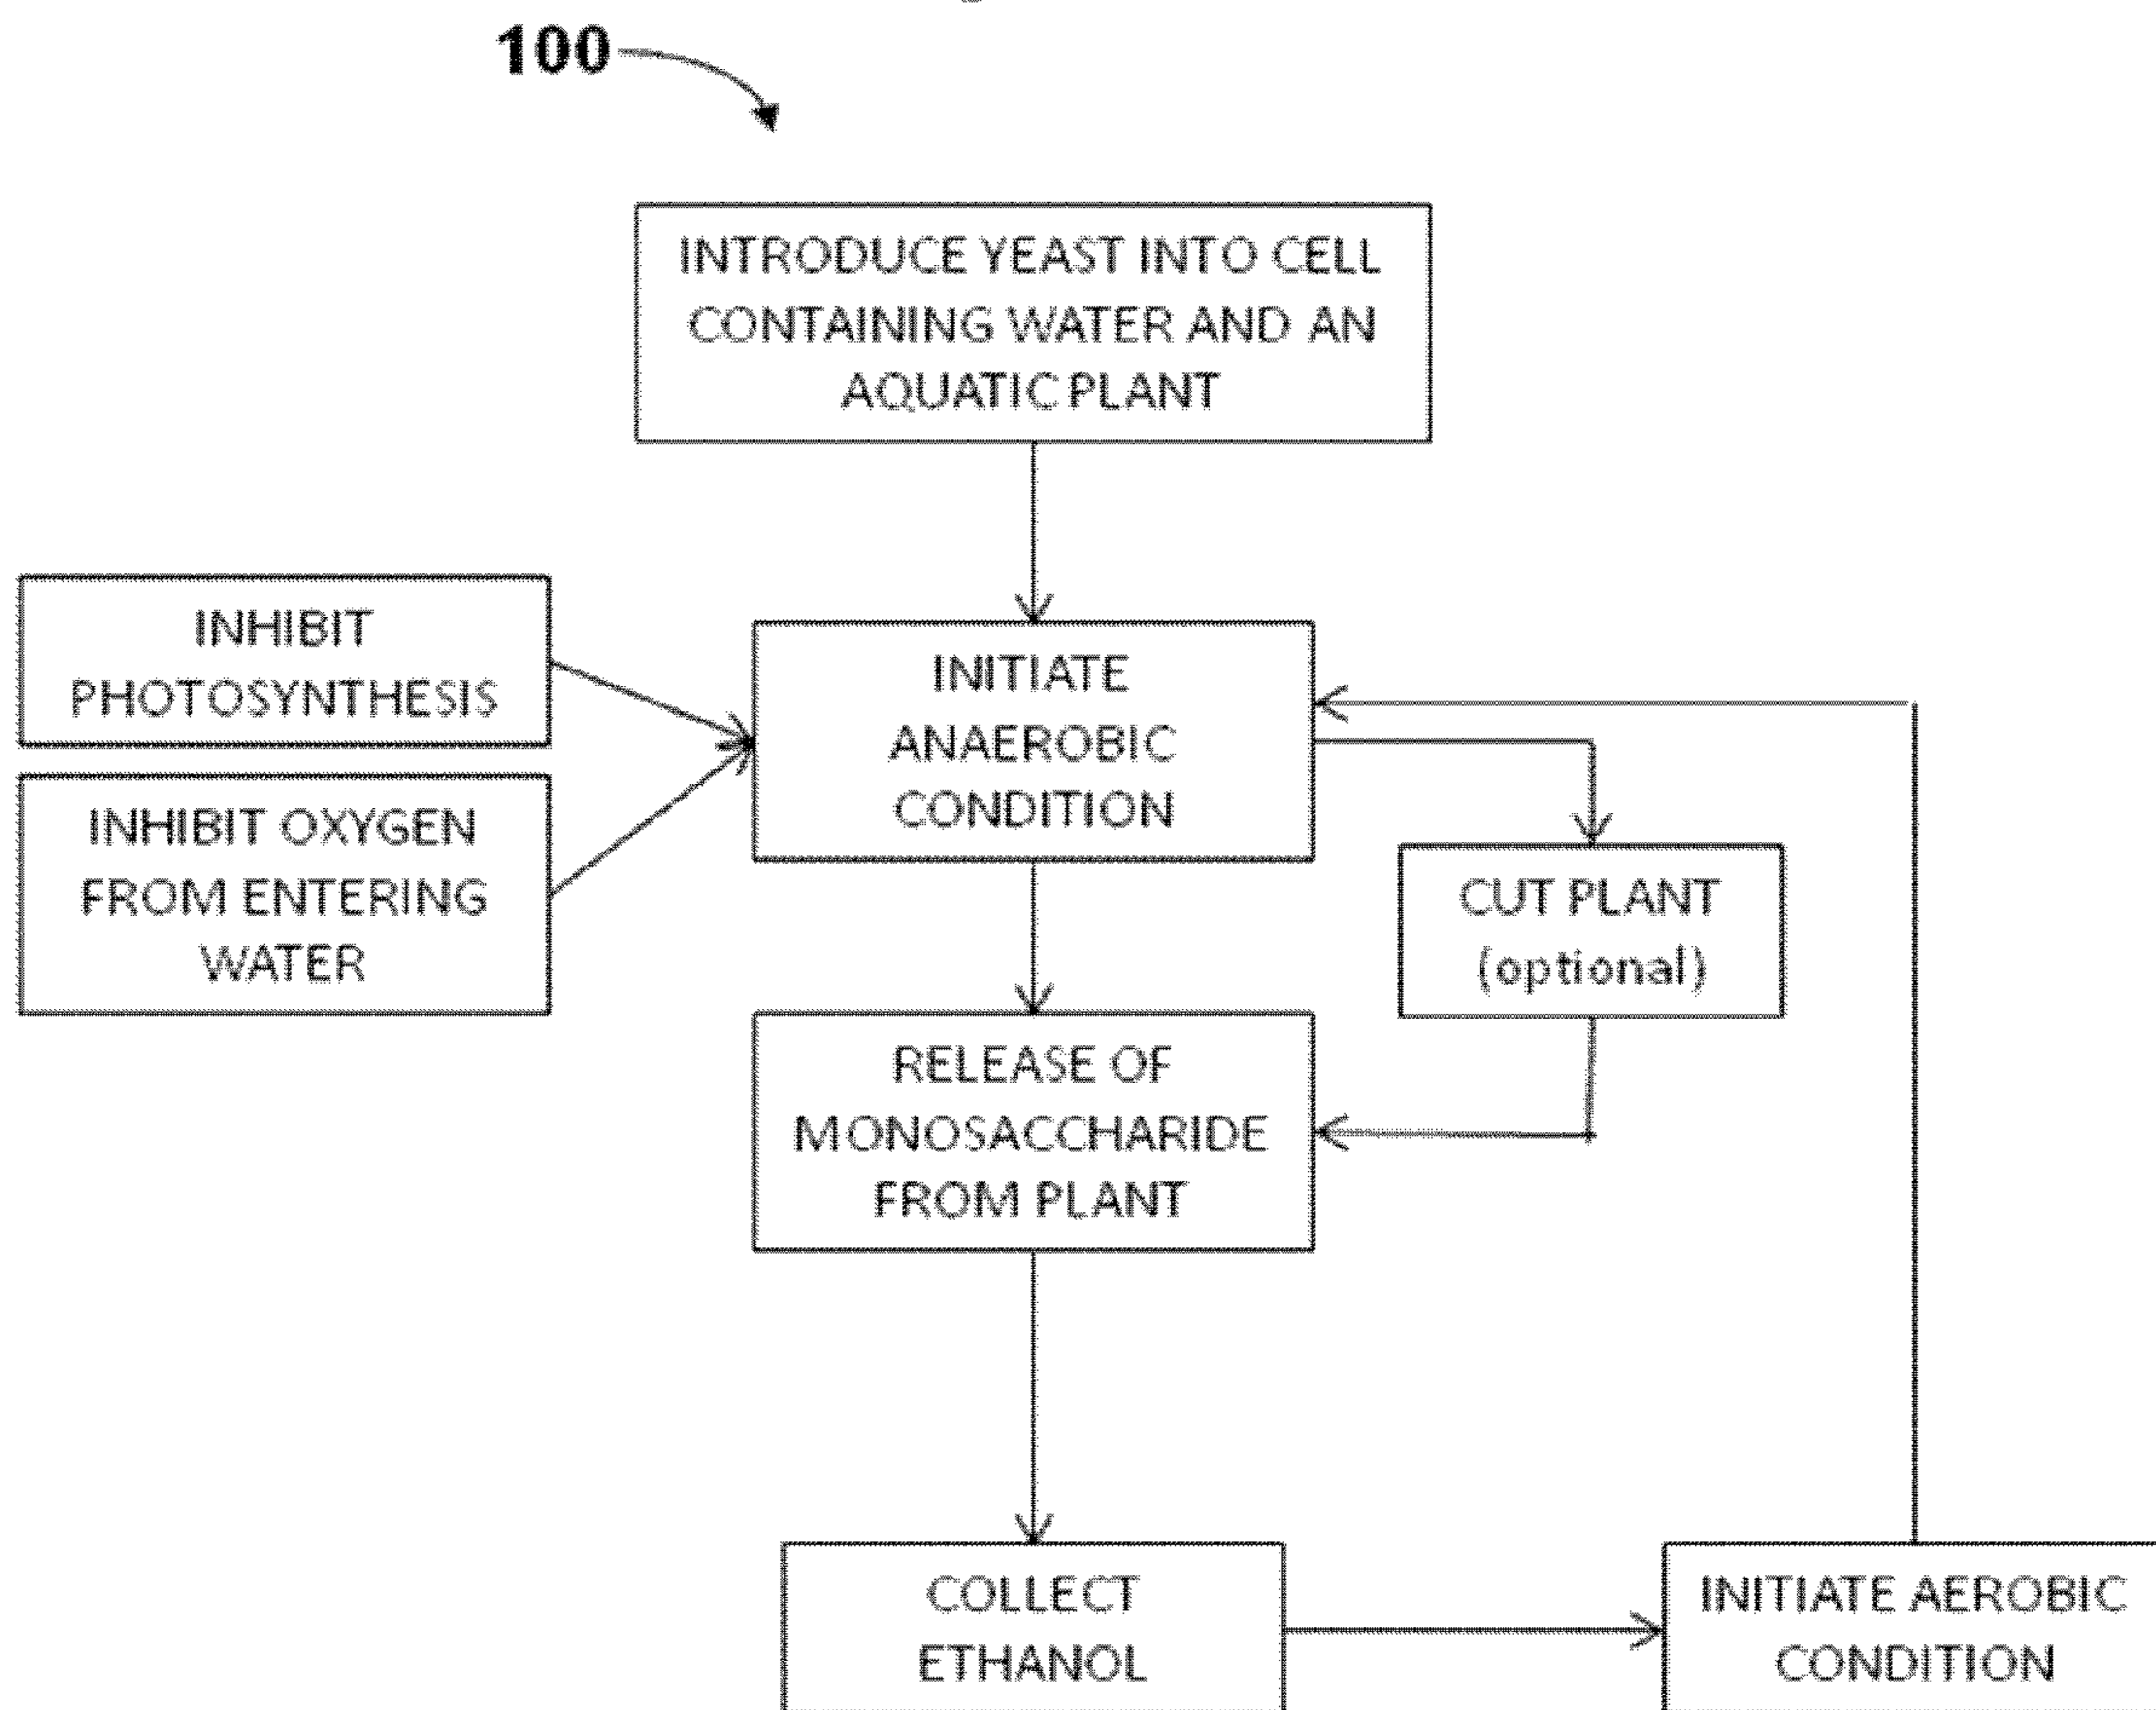 100
INTRODUCE YEAST INTO CELL
CONTAINING WATER AND AN
AQUATIC PLANT
INHIBIT
PHOTOSYNTHESIS
INHIBIT OXYGEN
FROM ENTERING
WATER
INITIATE
ANAEROBIC
CONDITION
CUT PLANT
(optional)
RELEASE OF
MONOSACCHARIDE
FROM PLANT
COLLECT
ETHANOL
INITIATE AEROBIC
CONDITION